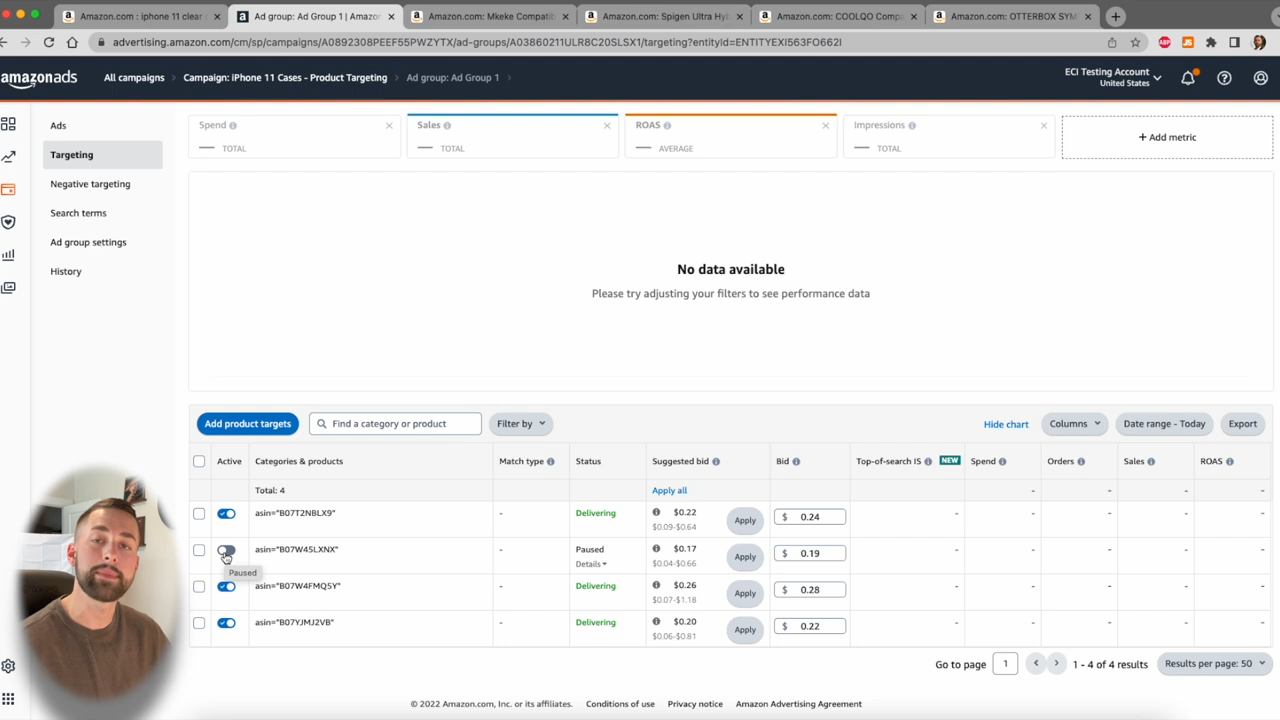 Amazon.com : iphone 11 clear c
Ad group: Ad Group 1 | Amazon
Amazon.com: Mkeke Compatib
Amazon.com: Spigen Ultra Hyb
Amazon.com: COOLQO Compa
Amazon.com: OTTERBOX SYM
advertising.amazon.com/cm/sp/campaigns/A0892308PEEF55PWZYTX/ad-groups/A03860211ULR8C20SLSX1/targeting?entityId=ENTITYEXI563FO662I
ABP
JS
amazonads
All campaigns
Campaign: iPhone 11 Cases - Product Targeting
Ad group: Ad Group 1
ECI Testing Account
United States
Ads
Targeting
Negative targeting
Search terms
Ad group settings
History
Spend
TOTAL
Sales
TOTAL
ROAS
AVERAGE
Impressions
TOTAL
+ Add metric
No data available
Please try adjusting your filters to see performance data
Add product targets
Find a category or product
Filter by
Hide chart
Columns
Date range - Today
Export
Active
Categories & products
Match type
Status
Suggested bid
Bid
Top-of-search IS
NEW
Spend
Orders
Sales
ROAS
Total: 4
Apply all
- - - -
asin="B07T2NBLX9"
-
Delivering
$0.22
$0.09-$0.64
Apply
$ 0.24
- - - - -
asin="B07W45LXNX"
-
Paused
Details
$0.17
$0.04-$0.66
Apply
$ 0.19
- - - - -
Paused
asin="B07W4FMQ5Y"
-
Delivering
$0.26
$0.07-$1.18
Apply
$ 0.28
- - - - -
asin="B07YJMJ2VB"
-
Delivering
$0.20
$0.06-$0.81
Apply
$ 0.22
- - - - -
Go to page
1
1 - 4 of 4 results
Results per page: 50
© 2022 Amazon.com, Inc. or its affiliates.
Conditions of use
Privacy notice
Amazon Advertising Agreement